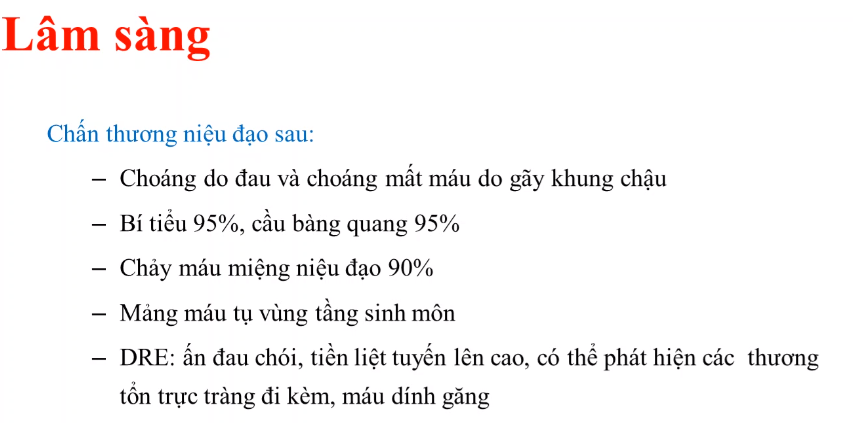 Lâm sàng
Chấn thương niệu đạo sau:
– Choáng do đau và choáng mất máu do gãy khung chậu
– Bí tiểu 95%, cầu bàng quang 95%
– Chảy máu miệng niệu đạo 90%
– Mảng máu tụ vùng tầng sinh môn
– DRE: ấn đau chói, tiền liệt tuyến lên cao, có thể phát hiện các thương
tổn trực tràng đi kèm, máu dính găng